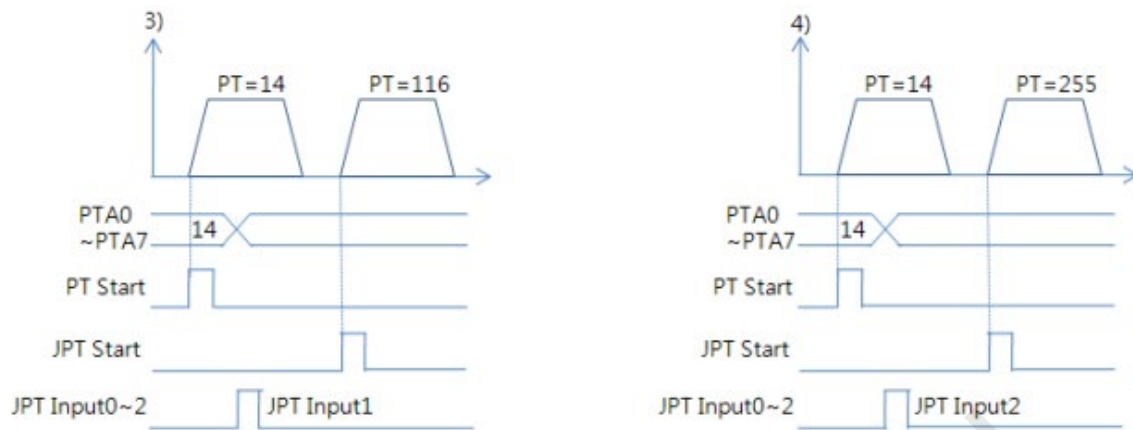 3)
PT=14
PT=116
PTA0
~PTA7
14
PT Start
JPT Start
JPT Input0~2
JPT Input1
4)
PT=14
PT=255
PTA0
~PTA7
14
PT Start
JPT Start
JPT Input0~2
JPT Input2